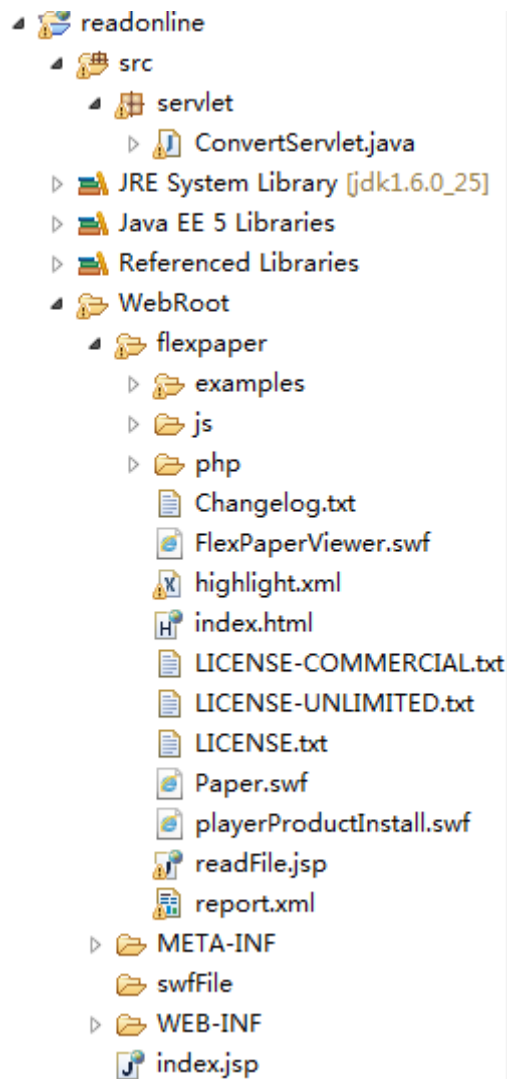 readonline
src
servlet
ConvertServlet.java
JRE System Library [jdk1.6.0_25]
Java EE 5 Libraries
Referenced Libraries
WebRoot
flexpaper
examples
js
php
Changelog.txt
FlexPaperViewer.swf
highlight.xml
index.html
LICENSE-COMMERCIAL.txt
LICENSE-UNLIMITED.txt
LICENSE.txt
Paper.swf
playerProductInstall.swf
readFile.jsp
report.xml
META-INF
swfFile
WEB-INF
index.jsp